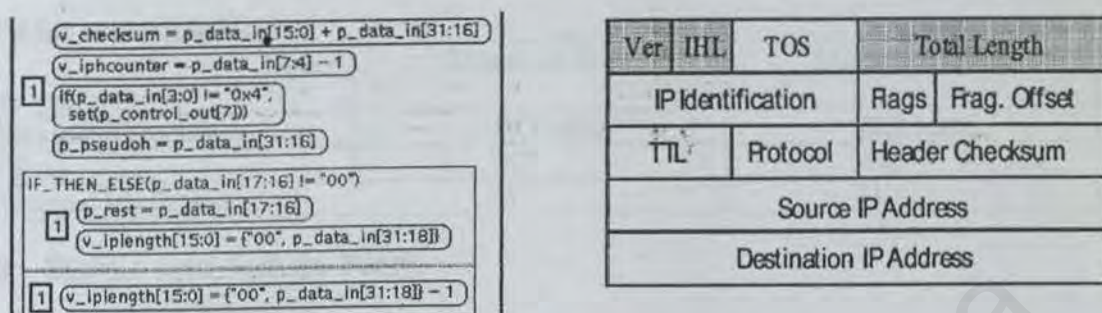 v_checksum = p_data_in[15:0] + p_data_in[31:16]
v_iphcounter = p_data_in[7:4] - 1
1
if(p_data_in[3:0] != "0x4",
set(p_control_out[7]))
p_pseudoh = p_data_in[31:16]
IF_THEN_ELSE(p_data_in[17:16] != "00")
1
p_rest = p_data_in[17:16]
v_iplength[15:0] = {"00", p_data_in[31:18]}
1
v_iplength[15:0] = {"00", p_data_in[31:18]} - 1
Ver IHL TOS Total Length
IP Identification Rags Frag. Offset
TTL Protocol Header Checksum
Source IP Address
Destination IP Address